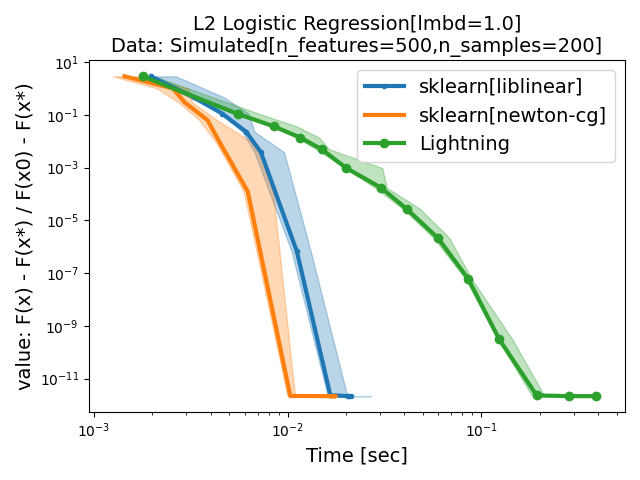 L2 Logistic Regression[lmbd=1.0]
Data: Simulated[n_features=500,n_samples=200]
value: F(x) - F(x*) / F(x0) - F(x*)
10¹
10⁻¹
10⁻³
10⁻⁵
10⁻⁷
10⁻⁹
10⁻¹¹
sklearn[liblinear]
sklearn[newton-cg]
Lightning
10⁻³ 10⁻² 10⁻¹
Time [sec]